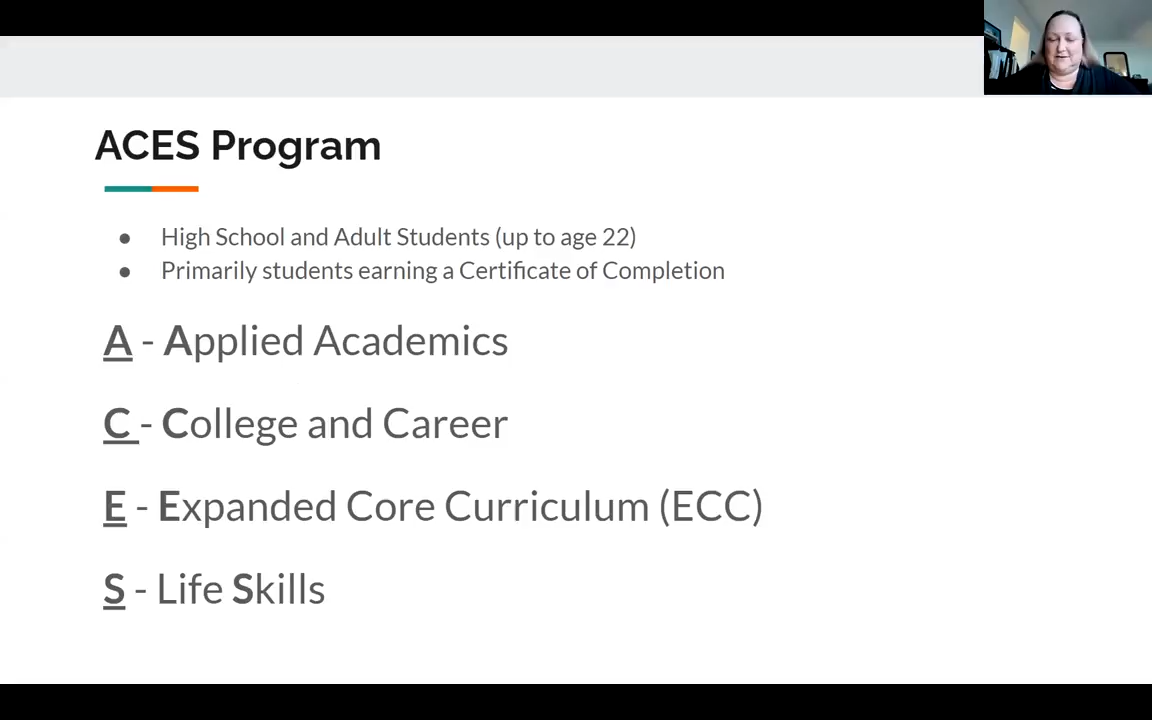 ACES Program
● High School and Adult Students (up to age 22)
● Primarily students earning a Certificate of Completion
A - Applied Academics
C - College and Career
E - Expanded Core Curriculum (ECC)
S - Life Skills